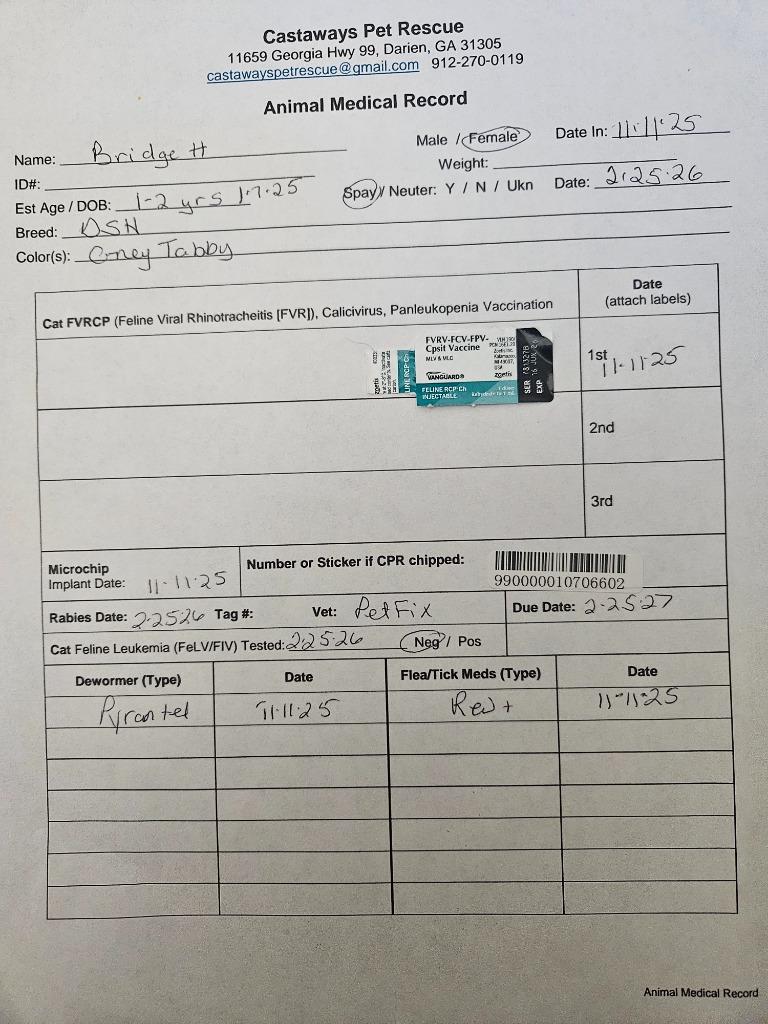 Castaways Pet Rescue
11659 Georgia Hwy 99, Darien, GA 31305
castawayspetrescue@gmail.com 912-270-0119
Animal Medical Record
Name: Bridgett Male / Female Date In: 11·11·25
ID#: Weight:
Est Age / DOB: 1-2 yrs 1·7·25 Spay / Neuter: Y / N / Ukn Date: 2·25·26
Breed: DSH
Color(s): Grey Tabby
Cat FVRCP (Feline Viral Rhinotracheitis [FVR]), Calicivirus, Panleukopenia Vaccination Date
(attach labels)
FVRV-FCV-FPV-
Cpsit Vaccine
MLV & MLC
VANGUARD® zoetis
FELINE RCP Ch
INJECTABLE
EXP 16 JUN 26
1st 11-11-25
2nd
3rd
Microchip
Implant Date: 11-11-25
Number or Sticker if CPR chipped:
990000010706602
Rabies Date: 2-2526 Tag #: Vet: PetFix Due Date: 2-25-27
Cat Feline Leukemia (FeLV/FIV) Tested: 225-26 Neg / Pos
Dewormer (Type) Date Flea/Tick Meds (Type) Date
Pyrantel 11·11·25 Rev + 11-11-25
Animal Medical Record